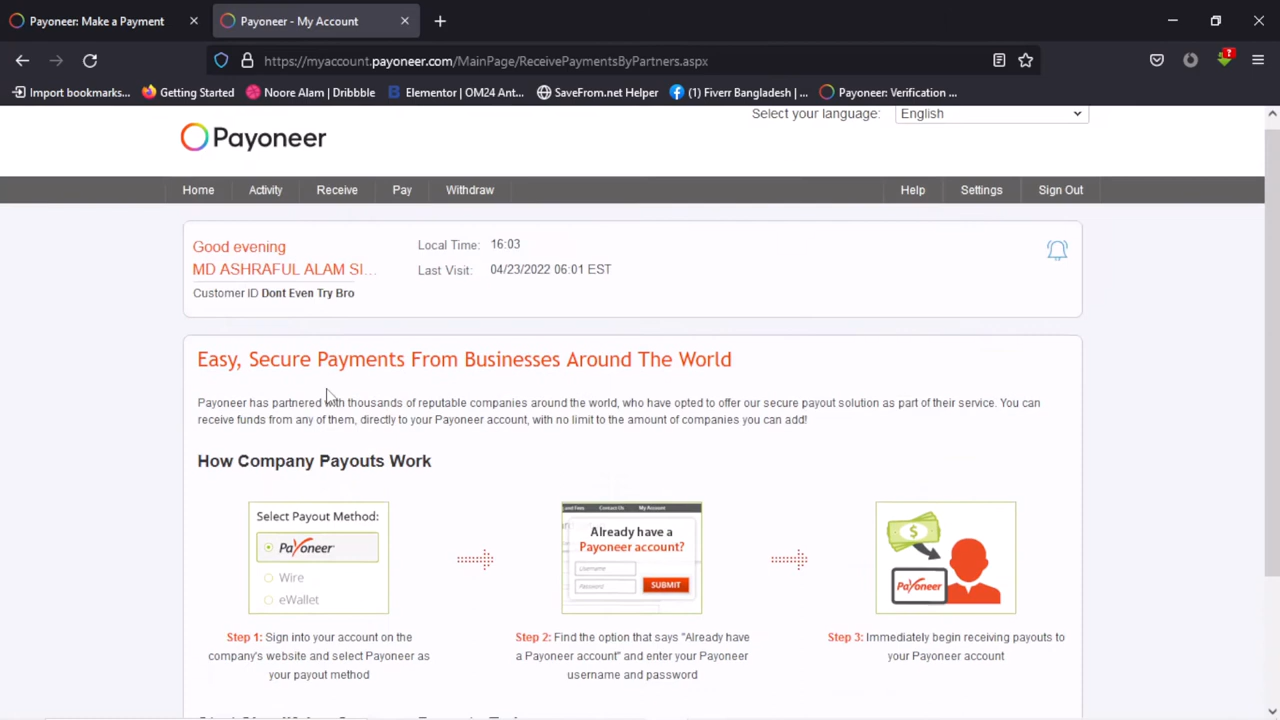 Payoneer: Make a Payment
Payoneer - My Account
https://myaccount.payoneer.com/MainPage/ReceivePaymentsByPartners.aspx
Import bookmarks...
Getting Started
Noore Alam | Dribbble
Elementor | OM24 Ant...
SaveFrom.net Helper
(1) Fiverr Bangladesh | ...
Payoneer: Verification ...
Select your language: English
Payoneer
Home Activity Receive Pay Withdraw Help Settings Sign Out
Good evening
MD ASHRAFUL ALAM SI...
Customer ID Dont Even Try Bro
Local Time: 16:03
Last Visit: 04/23/2022 06:01 EST
Easy, Secure Payments From Businesses Around The World
Payoneer has partnered with thousands of reputable companies around the world, who have opted to offer our secure payout solution as part of their service. You can
receive funds from any of them, directly to your Payoneer account, with no limit to the amount of companies you can add!
How Company Payouts Work
Select Payout Method:
Payoneer
Wire
eWallet
Contact Us My Account
Already have a
Payoneer account?
Username
Password
SUBMIT
Payoneer
Step 1: Sign into your account on the
company's website and select Payoneer as
your payout method
Step 2: Find the option that says "Already have
a Payoneer account" and enter your Payoneer
username and password
Step 3: Immediately begin receiving payouts to
your Payoneer account